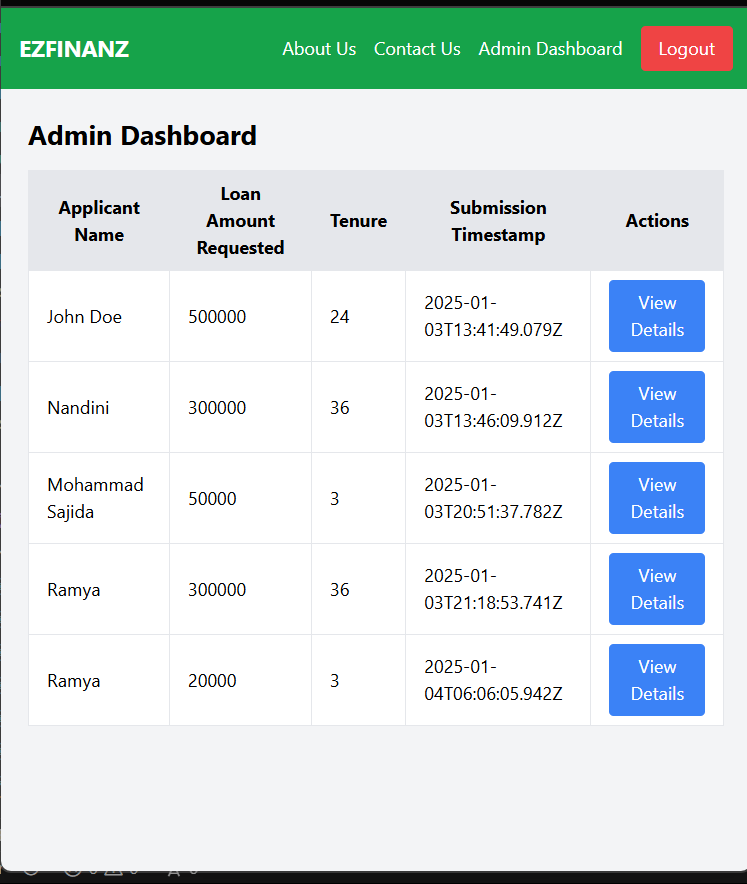 EZFINANZ About Us Contact Us Admin Dashboard Logout
Admin Dashboard
Applicant
Name
Loan
Amount
Requested
Tenure
Submission
Timestamp
Actions
John Doe
500000
24
2025-01-
03T13:41:49.079Z
View
Details
Nandini
300000
36
2025-01-
03T13:46:09.912Z
View
Details
Mohammad
Sajida
50000
3
2025-01-
03T20:51:37.782Z
View
Details
Ramya
300000
36
2025-01-
03T21:18:53.741Z
View
Details
Ramya
20000
3
2025-01-
04T06:06:05.942Z
View
Details